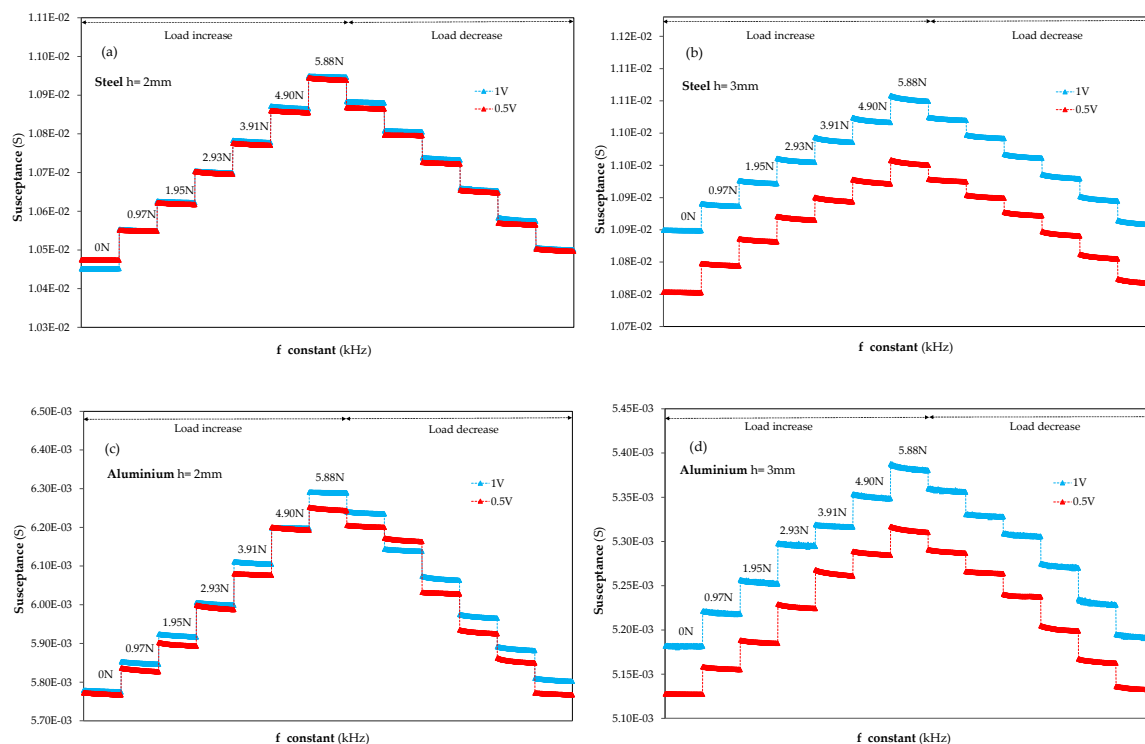 1.11E-02
1.10E-02
1.09E-02
1.08E-02
1.07E-02
1.06E-02
1.05E-02
1.04E-02
1.03E-02
Susceptance (S)
(a)
Load increase
Load decrease
Steel h= 2mm
0N
0.97N
1.95N
2.93N
3.91N
4.90N
5.88N
1V
0.5V
f constant (kHz)
1.12E-02
1.11E-02
1.10E-02
1.10E-02
1.09E-02
1.09E-02
1.08E-02
1.08E-02
1.07E-02
Susceptance (S)
(b)
Load increase
Load decrease
Steel h= 3mm
0N
0.97N
1.95N
2.93N
3.91N
4.90N
5.88N
1V
0.5V
f constant (kHz)
6.50E-03
6.40E-03
6.30E-03
6.20E-03
6.10E-03
6.00E-03
5.90E-03
5.80E-03
5.70E-03
Susceptance (S)
(c)
Load increase
Load decrease
Aluminium h= 2mm
0N
0.97N
1.95N
2.93N
3.91N
4.90N
5.88N
1V
0.5V
f constant (kHz)
5.45E-03
5.40E-03
5.35E-03
5.30E-03
5.25E-03
5.20E-03
5.15E-03
5.10E-03
Susceptance (S)
(d)
Load increase
Load decrease
Aluminium h= 3mm
0N
0.97N
1.95N
2.93N
3.91N
4.90N
5.88N
1V
0.5V
f constant (kHz)